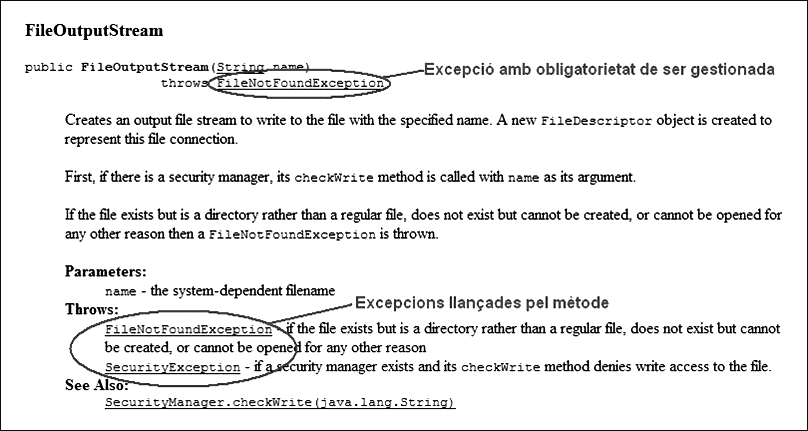 FileOutputStream
public FileOutputStream(String name)
throws FileNotFoundException
Excepció amb obligatorietat de ser gestionada
Creates an output file stream to write to the file with the specified name. A new FileDescriptor object is created to
represent this file connection.
First, if there is a security manager, its checkWrite method is called with name as its argument.
If the file exists but is a directory rather than a regular file, does not exist but cannot be created, or cannot be opened for
any other reason then a FileNotFoundException is thrown.
Parameters:
name - the system-dependent filename
Excepcions llançades pel mètode
Throws:
FileNotFoundException - if the file exists but is a directory rather than a regular file, does not exist but cannot
be created, or cannot be opened for any other reason
SecurityException - if a security manager exists and its checkWrite method denies write access to the file.
See Also:
SecurityManager.checkWrite(java.lang.String)